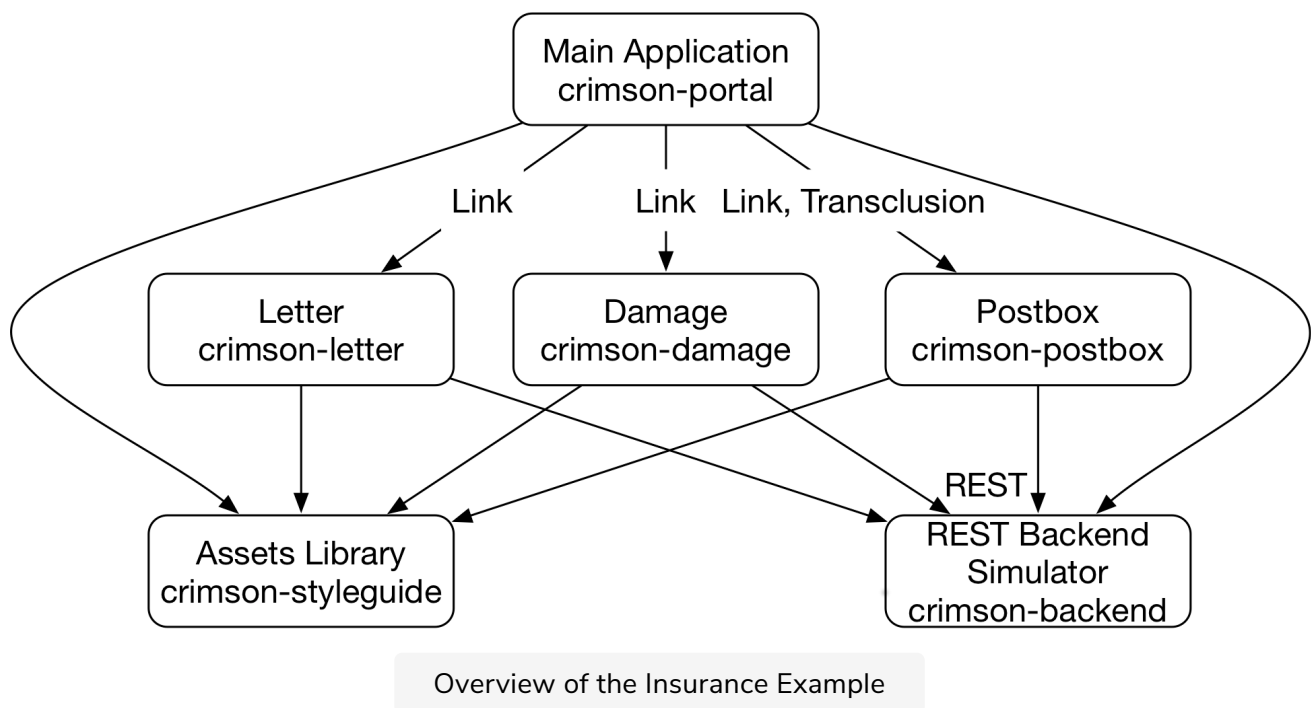 Main Application
crimson-portal
Link
Link
Link, Transclusion
Letter
crimson-letter
Damage
crimson-damage
Postbox
crimson-postbox
REST
Assets Library
crimson-styleguide
REST Backend
Simulator
crimson-backend
Overview of the Insurance Example